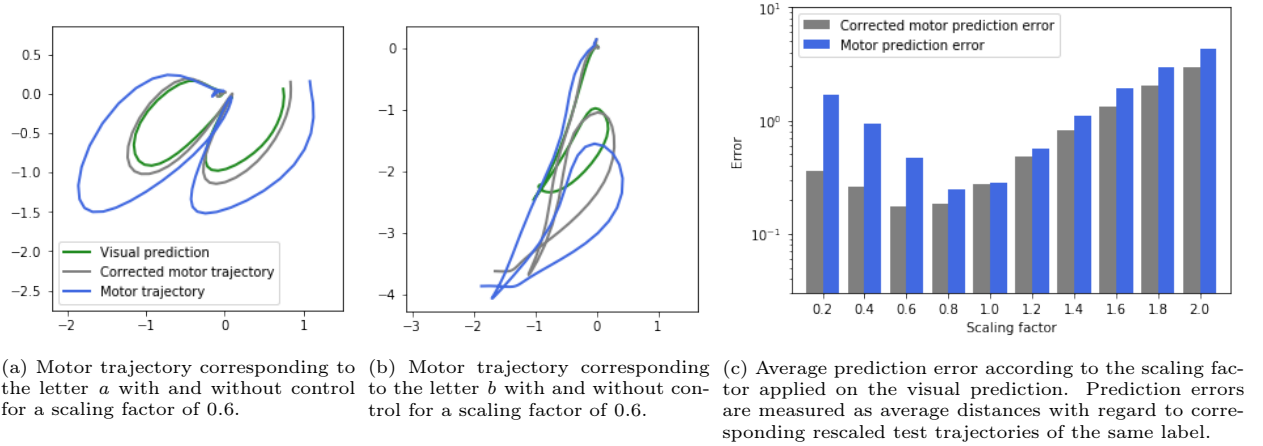 0.5
0.0
−0.5
−1.0
−1.5
−2.0
−2.5
−2
−1
0
1
Visual prediction
Corrected motor trajectory
Motor trajectory
0
−1
−2
−3
−4
−3
−2
−1
0
1
10^1
10^0
10^−1
Error
Corrected motor prediction error
Motor prediction error
0.2
0.4
0.6
0.8
1.0
1.2
1.4
1.6
1.8
2.0
Scaling factor
(a) Motor trajectory corresponding to
the letter a with and without control
for a scaling factor of 0.6.
(b) Motor trajectory corresponding
to the letter b with and without con-
trol for a scaling factor of 0.6.
(c) Average prediction error according to the scaling fac-
tor applied on the visual prediction. Prediction errors
are measured as average distances with regard to corre-
sponding rescaled test trajectories of the same label.